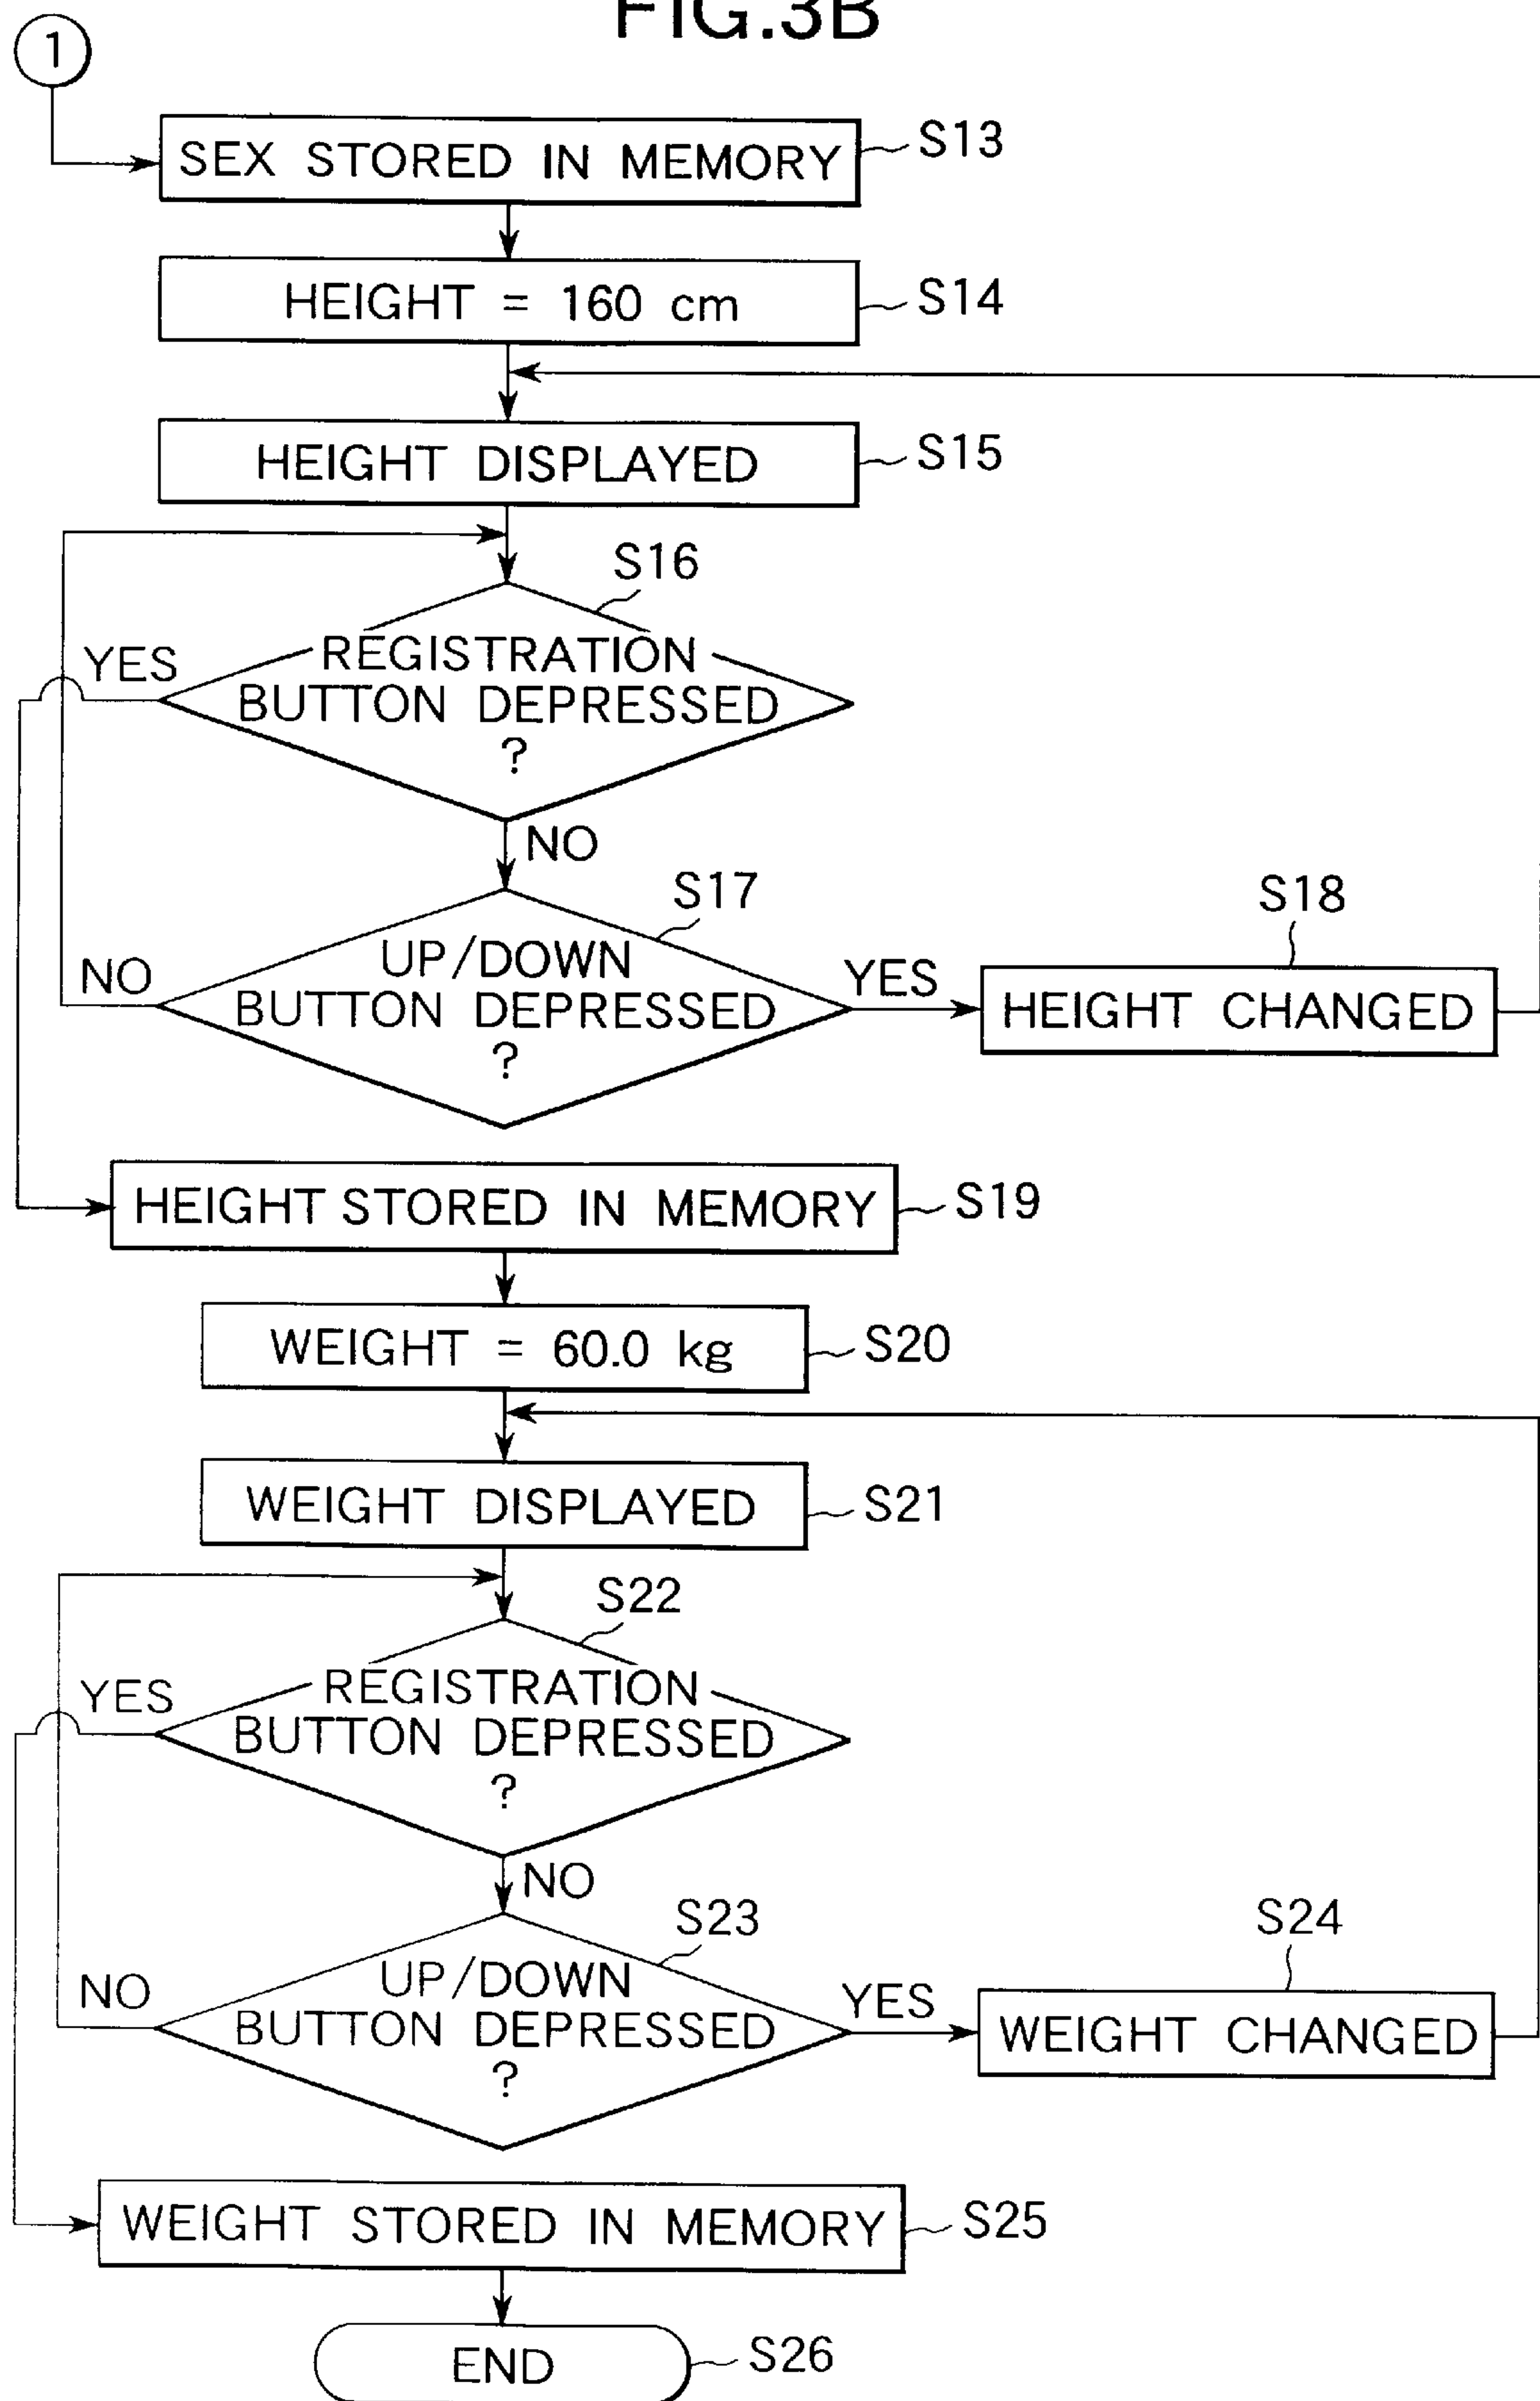 FIG.3B
1
SEX STORED IN MEMORY
S13
HEIGHT = 160 cm
S14
HEIGHT DISPLAYED
S15
S16
YES
REGISTRATION
BUTTON DEPRESSED
?
NO
S17
S18
NO
UP/DOWN
BUTTON DEPRESSED
?
YES
HEIGHT CHANGED
HEIGHT STORED IN MEMORY
S19
WEIGHT = 60.0 kg
S20
WEIGHT DISPLAYED
S21
S22
YES
REGISTRATION
BUTTON DEPRESSED
?
NO
S23
S24
NO
UP/DOWN
BUTTON DEPRESSED
?
YES
WEIGHT CHANGED
WEIGHT STORED IN MEMORY
S25
END
S26